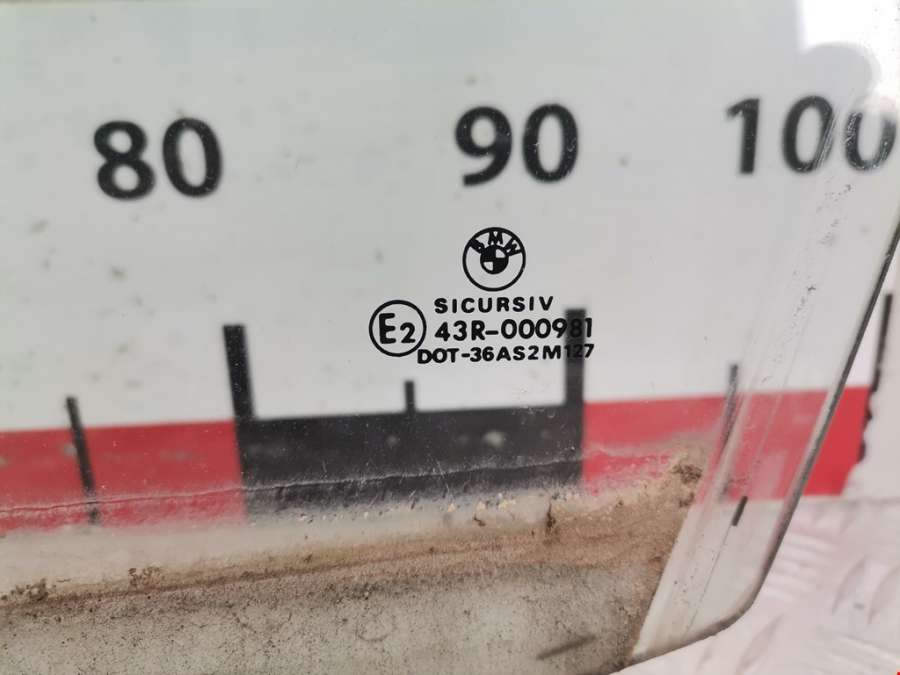 80 90 100
BMW
SICURSIV
E2 43R-000981
DOT-36AS2M127